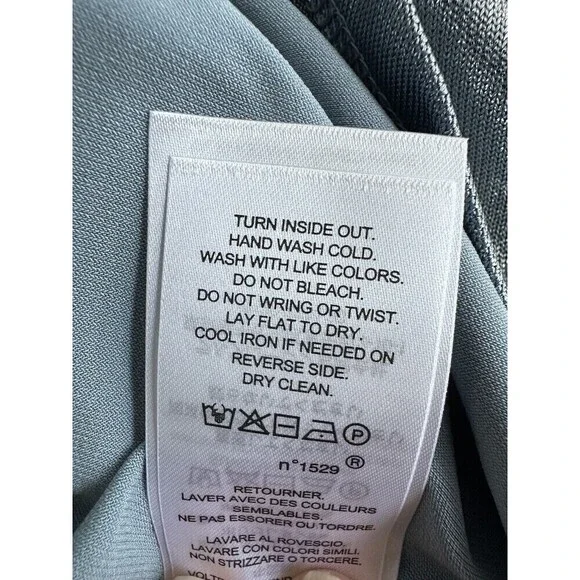 TURN INSIDE OUT.
HAND WASH COLD.
WASH WITH LIKE COLORS.
DO NOT BLEACH.
DO NOT WRING OR TWIST.
LAY FLAT TO DRY.
COOL IRON IF NEEDED ON
REVERSE SIDE.
DRY CLEAN.
P
n°1529 ®
RETOURNER.
LAVER AVEC DES COULEURS
SEMBLABLES.
NE PAS ESSORER OU TORDRE.
LAVARE AL ROVESCIO.
LAVARE CON COLORI SIMILI.
NON STRIZZARE O TORCERE.